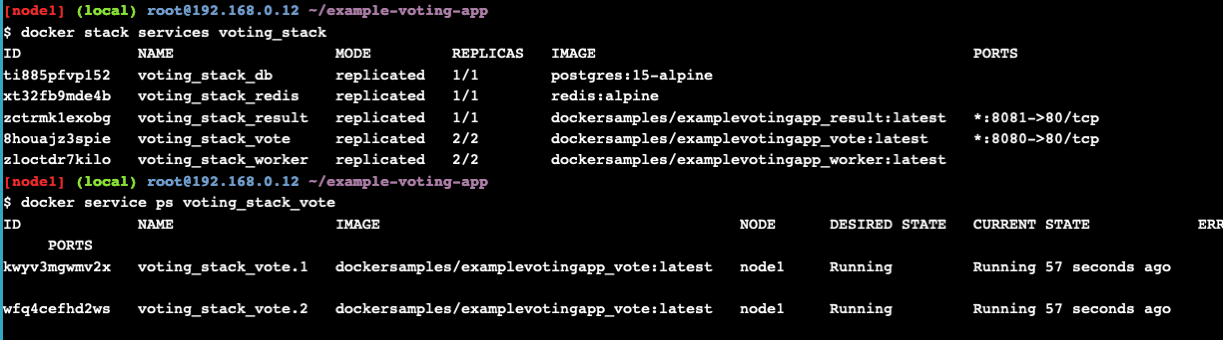 [node1] (local) root@192.168.0.12 ~/example-voting-app
$ docker stack services voting_stack
ID NAME MODE REPLICAS IMAGE PORTS
ti885pfvp152 voting_stack_db replicated 1/1 postgres:15-alpine
xt32fb9mde4b voting_stack_redis replicated 1/1 redis:alpine
zctrmk1exobg voting_stack_result replicated 1/1 dockersamples/examplevotingapp_result:latest *:8081->80/tcp
8houajz3spie voting_stack_vote replicated 2/2 dockersamples/examplevotingapp_vote:latest *:8080->80/tcp
zloctdr7kilo voting_stack_worker replicated 2/2 dockersamples/examplevotingapp_worker:latest
[node1] (local) root@192.168.0.12 ~/example-voting-app
$ docker service ps voting_stack_vote
ID NAME IMAGE NODE DESIRED STATE CURRENT STATE ERR
PORTS
kwyv3mgwmv2x voting_stack_vote.1 dockersamples/examplevotingapp_vote:latest node1 Running Running 57 seconds ago
wfq4cefhd2ws voting_stack_vote.2 dockersamples/examplevotingapp_vote:latest node1 Running Running 57 seconds ago